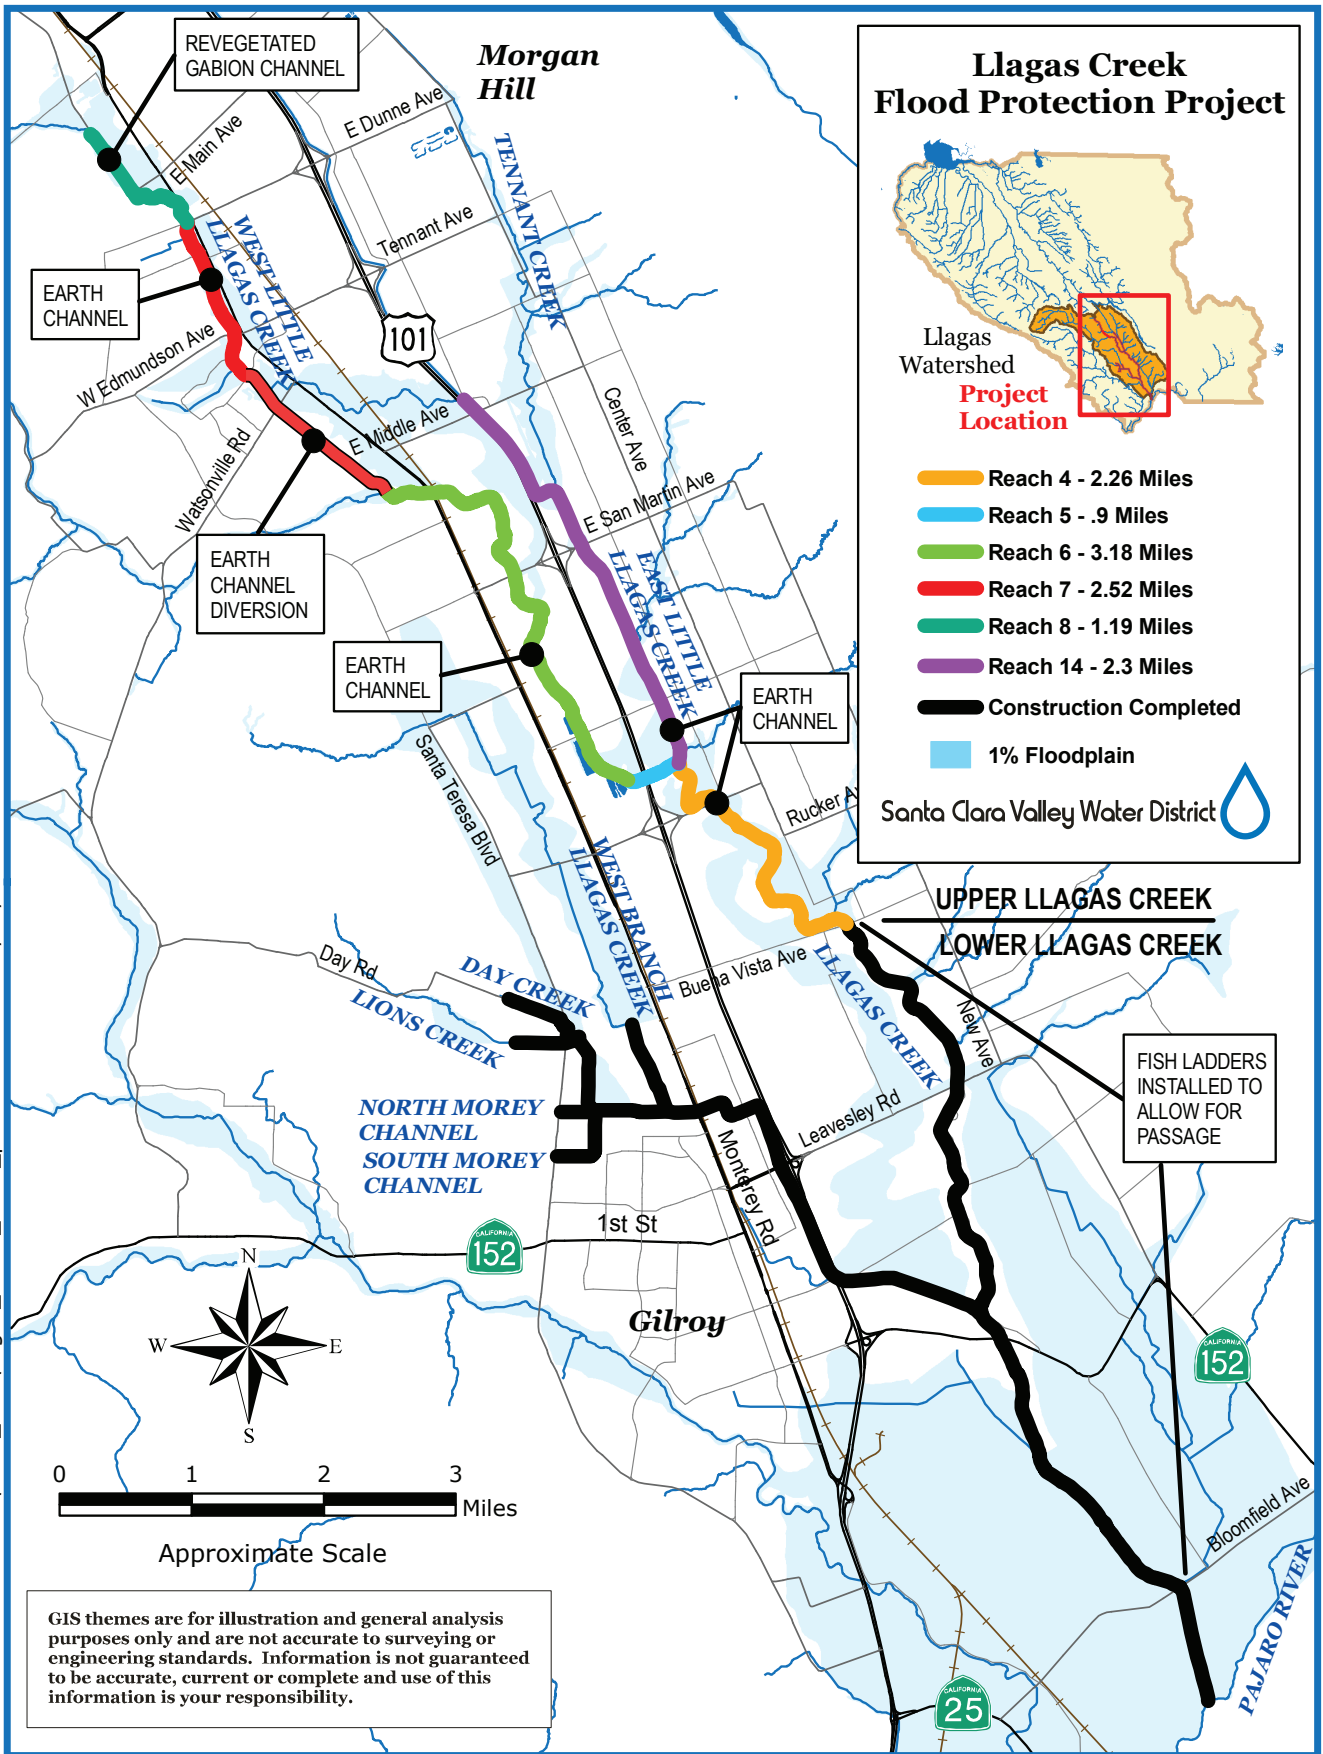 REVEGETATED
GABION CHANNEL
Morgan
Hill
E Dunne Ave
E Main Ave
TENNANT CREEK
Tennant Ave
WEST LITTLE
LLAGAS CREEK
EARTH
CHANNEL
101
W Edmundson Ave
E Middle Ave
Center Ave
Watsonville Rd
E San Martin Ave
EARTH
CHANNEL
DIVERSION
EAST LITTLE
LLAGAS CREEK
EARTH
CHANNEL
EARTH
CHANNEL
Santa Teresa Blvd
Rucker Av
WEST BRANCH
LLAGAS CREEK
Llagas Creek
Flood Protection Project
Llagas
Watershed
Project
Location
Reach 4 - 2.26 Miles
Reach 5 - .9 Miles
Reach 6 - 3.18 Miles
Reach 7 - 2.52 Miles
Reach 8 - 1.19 Miles
Reach 14 - 2.3 Miles
Construction Completed
1% Floodplain
Santa Clara Valley Water District
UPPER LLAGAS CREEK
LOWER LLAGAS CREEK
Day Rd
DAY CREEK
LIONS CREEK
Buena Vista Ave
LLAGAS CREEK
New Ave
FISH LADDERS
INSTALLED TO
ALLOW FOR
PASSAGE
NORTH MOREY
CHANNEL
SOUTH MOREY
CHANNEL
Leavesley Rd
Monterey Rd
1st St
CALIFORNIA
152
Gilroy
CALIFORNIA
152
N
W
E
S
0 1 2 3
Miles
Approximate Scale
Bloomfield Ave
PAJARO RIVER
CALIFORNIA
25
GIS themes are for illustration and general analysis
purposes only and are not accurate to surveying or
engineering standards. Information is not guaranteed
to be accurate, current or complete and use of this
information is your responsibility.